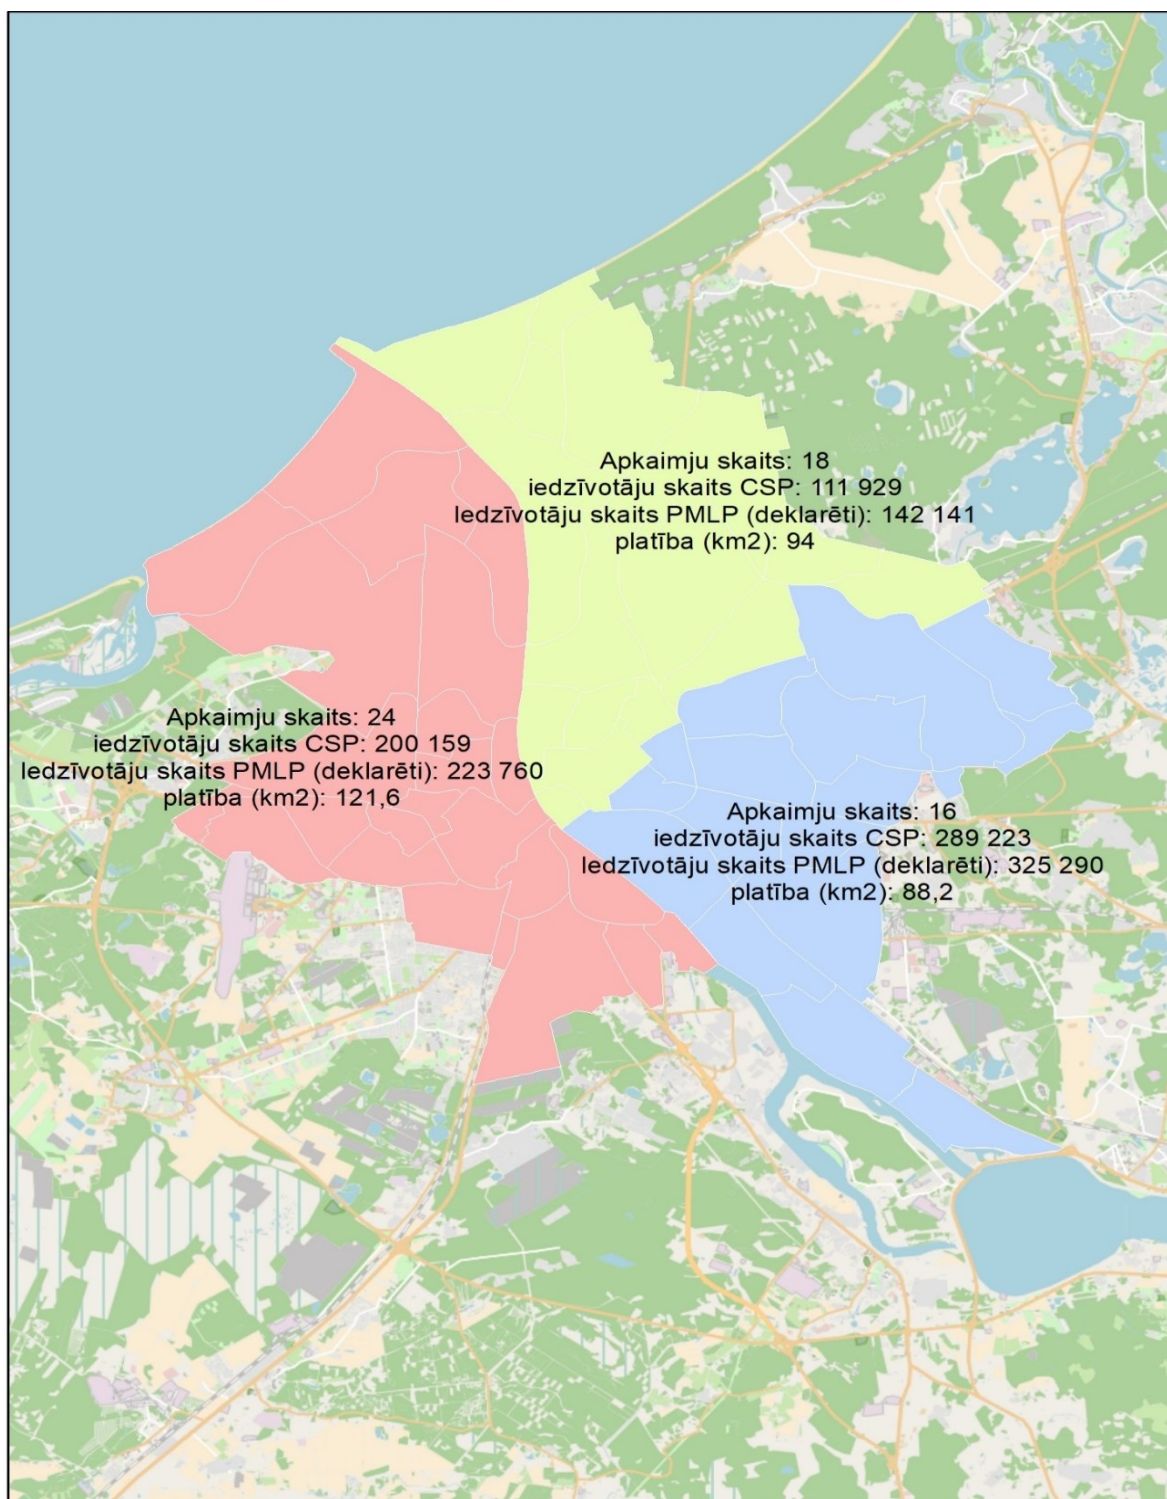 Apkaimju skaits: 18
iedzīvotāju skaits CSP: 111 929
Iedzīvotāju skaits PMLP (deklarēti): 142 141
platība (km2): 94
Apkaimju skaits: 24
iedzīvotāju skaits CSP: 200 159
Iedzīvotāju skaits PMLP (deklarēti): 223 760
platība (km2): 121,6
Apkaimju skaits: 16
iedzīvotāju skaits CSP: 289 223
Iedzīvotāju skaits PMLP (deklarēti): 325 290
platība (km2): 88,2